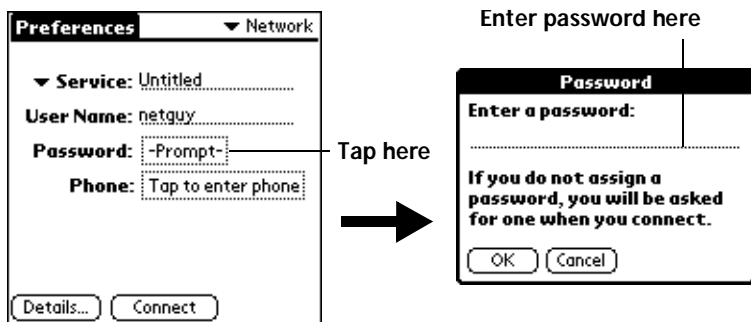 Preferences
Network
Service: Untitled
User Name: netguy
Password: -Prompt-
Phone: Tap to enter phone
Details...
Connect
Tap here
Enter password here
Password
Enter a password:
If you do not assign a
password, you will be asked
for one when you connect.
OK
Cancel